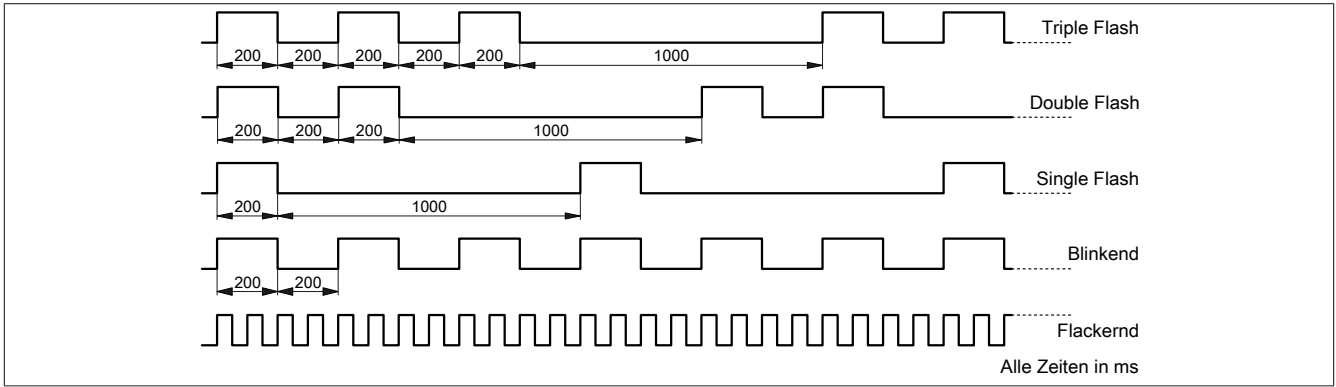 Triple Flash
200 200 200 200 200 1000
Double Flash
200 200 200 1000
Single Flash
200 1000
Blinkend
200 200
Flackernd
Alle Zeiten in ms